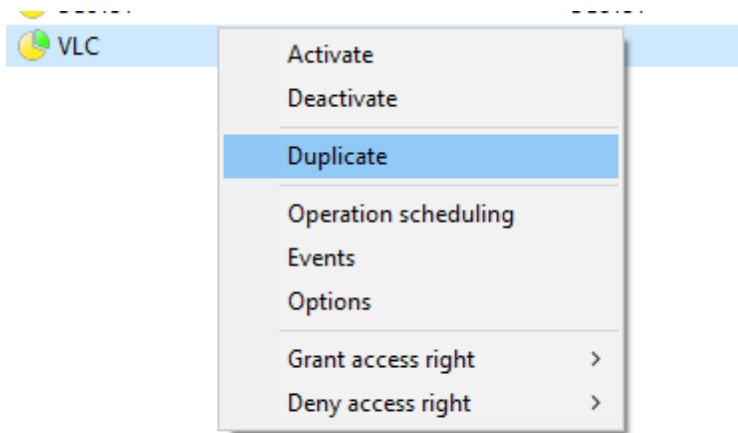 VLC
Activate
Deactivate
Duplicate
Operation scheduling
Events
Options
Grant access right
Deny access right